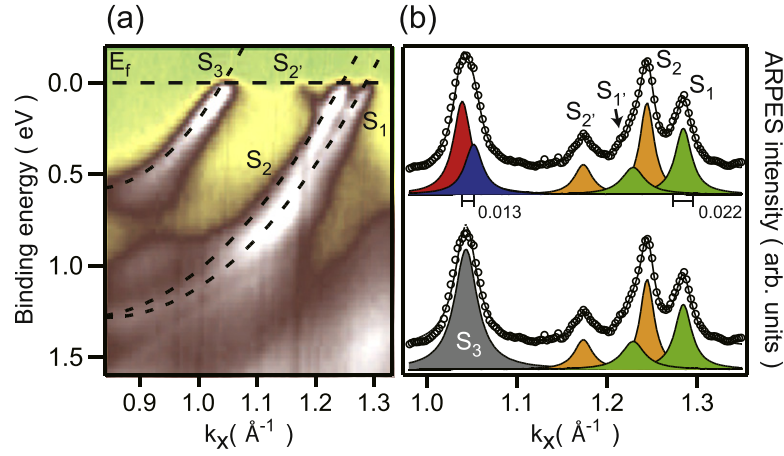 (a)
E_f
S_3
S_2'
S_2
S_1
0.0
0.5
1.0
1.5
Binding energy ( eV )
0.9
1.0
1.1
1.2
1.3
k_x( Å^-1)
(b)
S_2
S_1'
S_1
S_2'
0.013
0.022
S_3
1.0
1.1
1.2
1.3
k_x( Å^-1)
ARPES intensity ( arb. units )